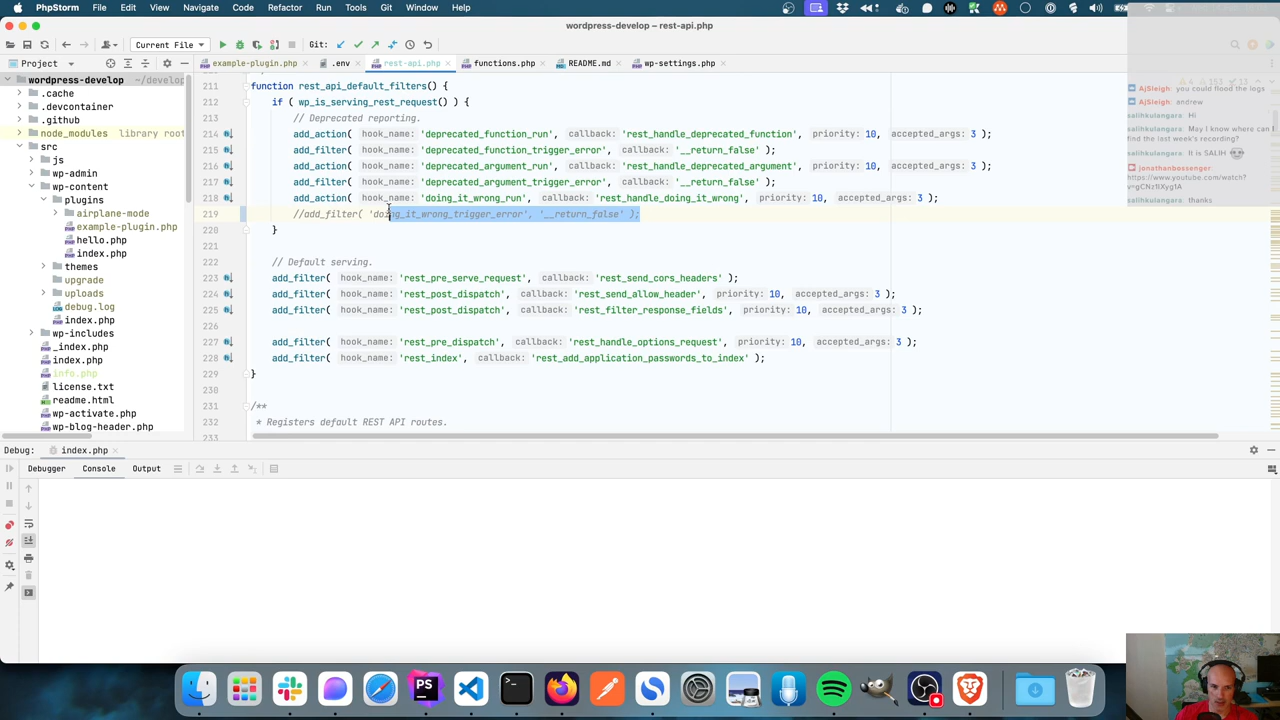 PhpStorm File Edit View Navigate Code Refactor Run Tools Git Window Help
wordpress-develop – rest-api.php
Current File Git:
Project example-plugin.php .env rest-api.php functions.php README.md wp-settings.php
wordpress-develop ~/develop
.cache
.devcontainer
.github
node_modules library root
src
js
wp-admin
wp-content
plugins
airplane-mode
example-plugin.php
hello.php
index.php
themes
upgrade
uploads
debug.log
index.php
wp-includes
_index.php
index.php
info.php
license.txt
readme.html
wp-activate.php
wp-blog-header.php
211 function rest_api_default_filters() {
212 if ( wp_is_serving_rest_request() ) {
213 // Deprecated reporting.
214 add_action( hook_name: 'deprecated_function_run', callback: 'rest_handle_deprecated_function', priority: 10, accepted_args: 3 );
215 add_filter( hook_name: 'deprecated_function_trigger_error', callback: '__return_false' );
216 add_action( hook_name: 'deprecated_argument_run', callback: 'rest_handle_deprecated_argument', priority: 10, accepted_args: 3 );
217 add_filter( hook_name: 'deprecated_argument_trigger_error', callback: '__return_false' );
218 add_action( hook_name: 'doing_it_wrong_run', callback: 'rest_handle_doing_it_wrong', priority: 10, accepted_args: 3 );
219 //add_filter( 'doing_it_wrong_trigger_error', '__return_false' );
220 }
221
222 // Default serving.
223 add_filter( hook_name: 'rest_pre_serve_request', callback: 'rest_send_cors_headers' );
224 add_filter( hook_name: 'rest_post_dispatch', callback: 'rest_send_allow_header', priority: 10, accepted_args: 3 );
225 add_filter( hook_name: 'rest_post_dispatch', callback: 'rest_filter_response_fields', priority: 10, accepted_args: 3 );
226
227 add_filter( hook_name: 'rest_pre_dispatch', callback: 'rest_handle_options_request', priority: 10, accepted_args: 3 );
228 add_filter( hook_name: 'rest_index', callback: 'rest_add_application_passwords_to_index' );
229 }
230
231 /**
232 * Registers default REST API routes.
233
AjSleigh: you could flood the logs
AjSleigh: andrew
salihkulangara: Hi
salihkulangara: May I know where can I
find the last week's recording?
salihkulangara: It is SALIH
jonathanbossenger:
https://www.youtube.com/watch?
v=gCNz1lXyg1A
salihkulangara: thanks
Debug: index.php
Debugger Console Output
PS